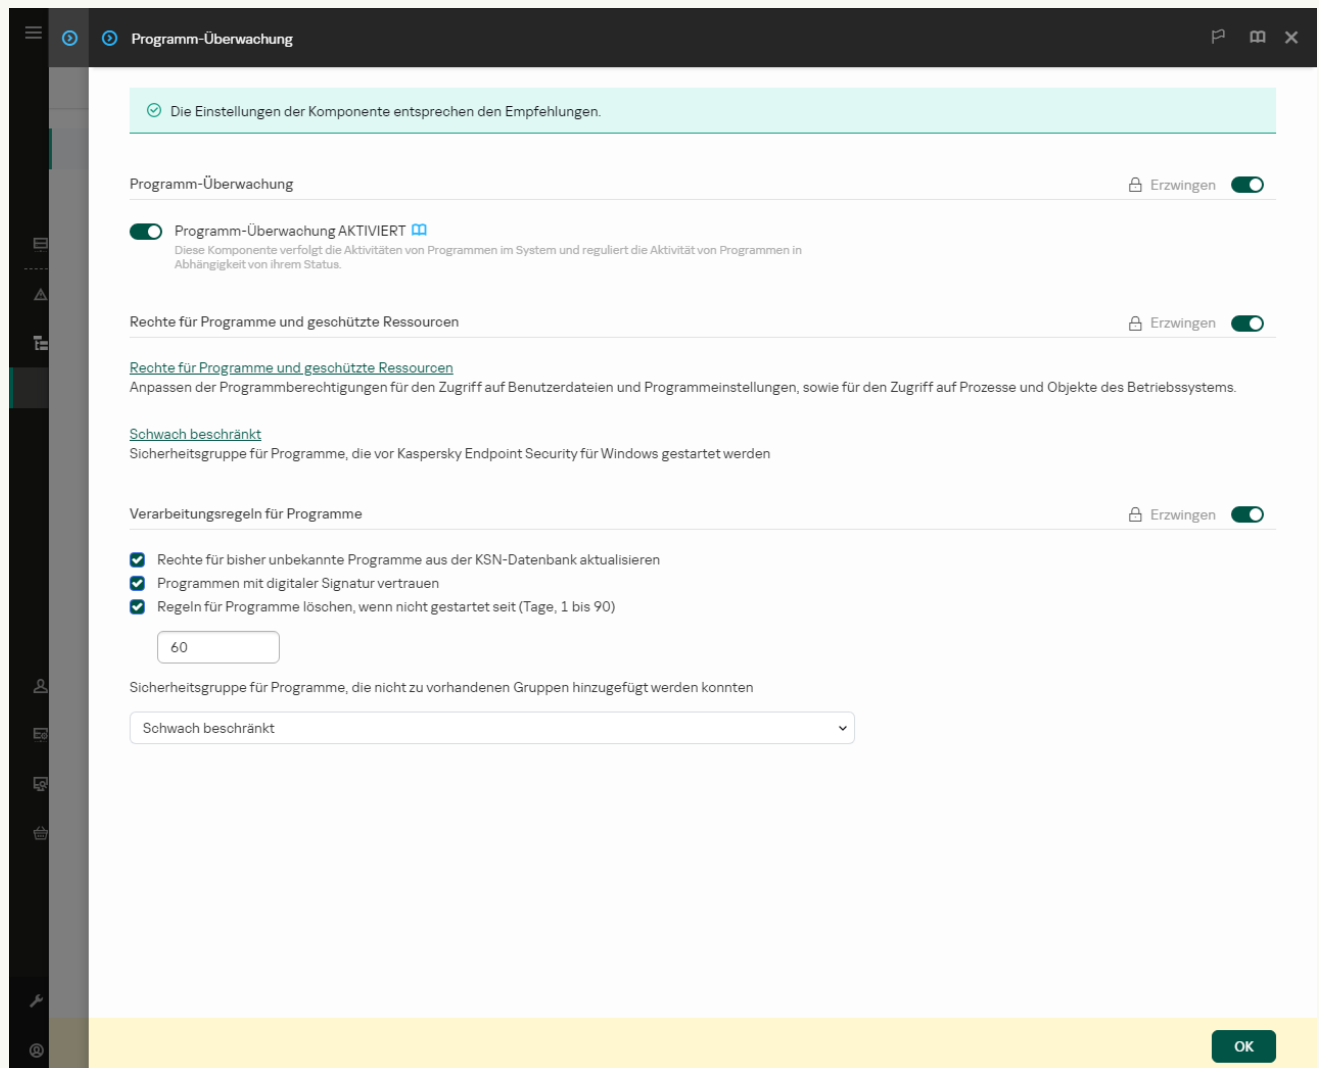 Programm-Überwachung
Die Einstellungen der Komponente entsprechen den Empfehlungen.
Programm-Überwachung
Erzwingen
Programm-Überwachung AKTIVIERT
Diese Komponente verfolgt die Aktivitäten von Programmen im System und reguliert die Aktivität von Programmen in
Abhängigkeit von ihrem Status.
Rechte für Programme und geschützte Ressourcen
Erzwingen
Rechte für Programme und geschützte Ressourcen
Anpassen der Programmberechtigungen für den Zugriff auf Benutzerdateien und Programmeinstellungen, sowie für den Zugriff auf Prozesse und Objekte des Betriebssystems.
Schwach beschränkt
Sicherheitsgruppe für Programme, die vor Kaspersky Endpoint Security für Windows gestartet werden
Verarbeitungsregeln für Programme
Erzwingen
Rechte für bisher unbekannte Programme aus der KSN-Datenbank aktualisieren
Programmen mit digitaler Signatur vertrauen
Regeln für Programme löschen, wenn nicht gestartet seit (Tage, 1 bis 90)
60
Sicherheitsgruppe für Programme, die nicht zu vorhandenen Gruppen hinzugefügt werden konnten
Schwach beschränkt
OK